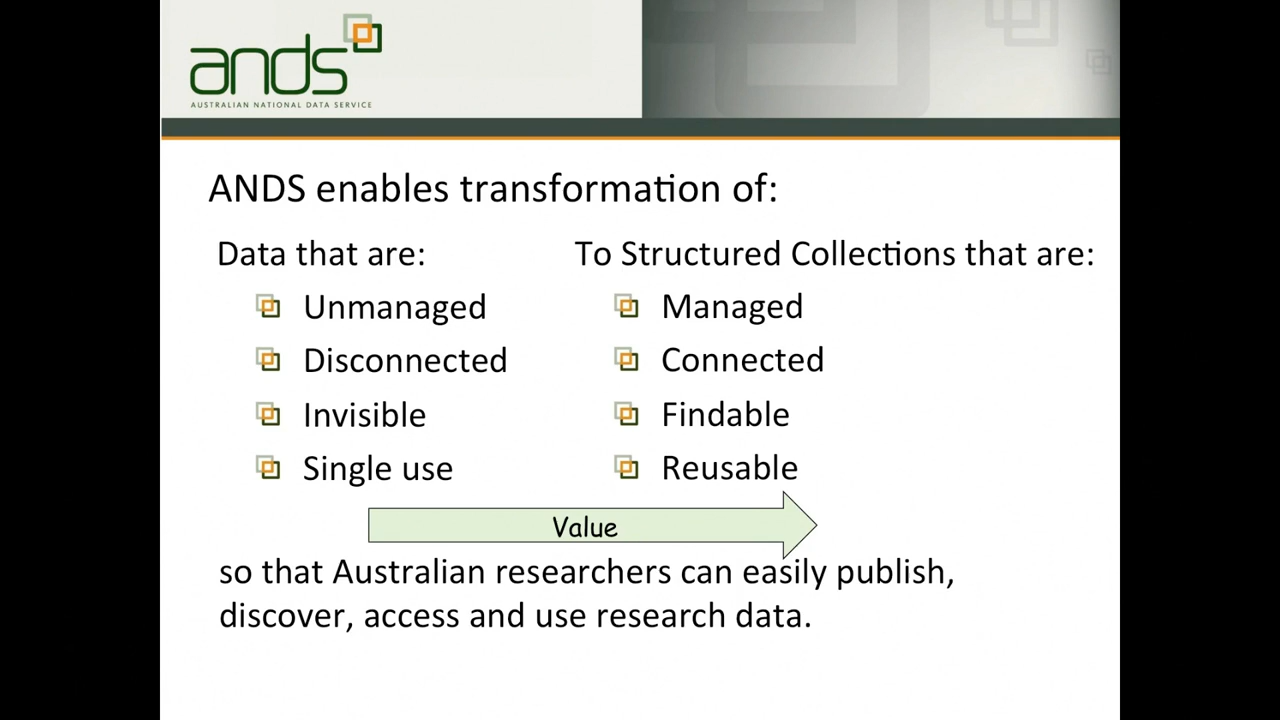 ands
AUSTRALIAN NATIONAL DATA SERVICE
ANDS enables transformation of:
Data that are:
Unmanaged
Disconnected
Invisible
Single use
To Structured Collections that are:
Managed
Connected
Findable
Reusable
Value
so that Australian researchers can easily publish,
discover, access and use research data.